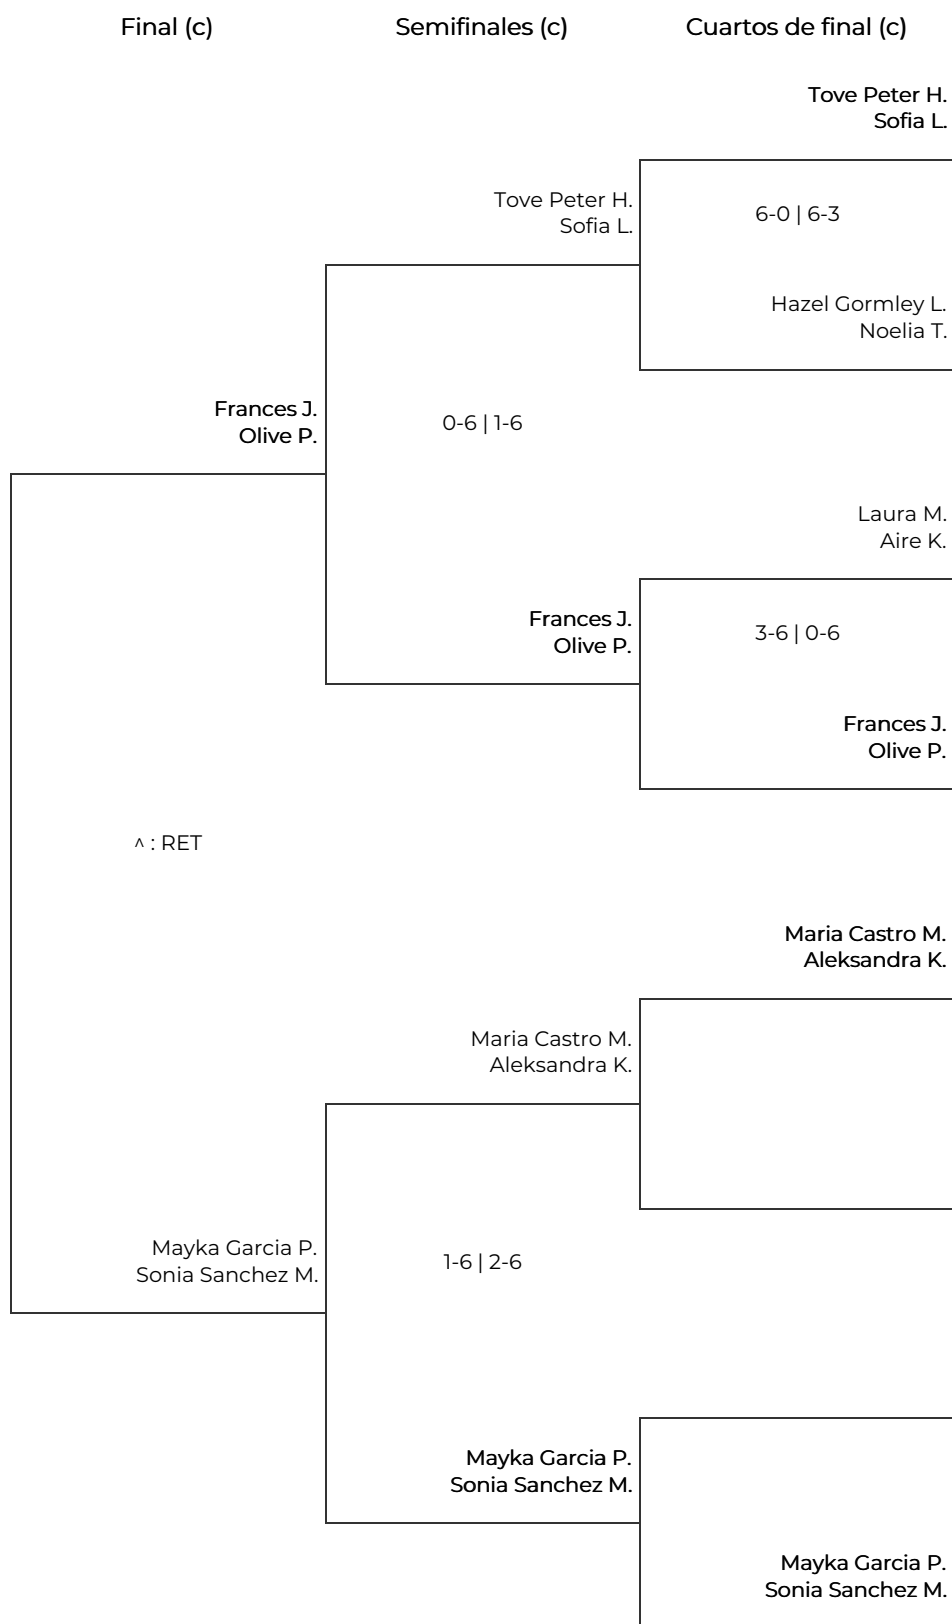 Final (c)
Semifinales (c)
Cuartos de final (c)
Tove Peter H.
Sofia L.
Tove Peter H.
Sofia L.
6-0 | 6-3
Hazel Gormley L.
Noelia T.
Frances J.
Olive P.
0-6 | 1-6
Laura M.
Aire K.
Frances J.
Olive P.
3-6 | 0-6
Frances J.
Olive P.
^ : RET
Maria Castro M.
Aleksandra K.
Maria Castro M.
Aleksandra K.
Mayka Garcia P.
Sonia Sanchez M.
1-6 | 2-6
Mayka Garcia P.
Sonia Sanchez M.
Mayka Garcia P.
Sonia Sanchez M.